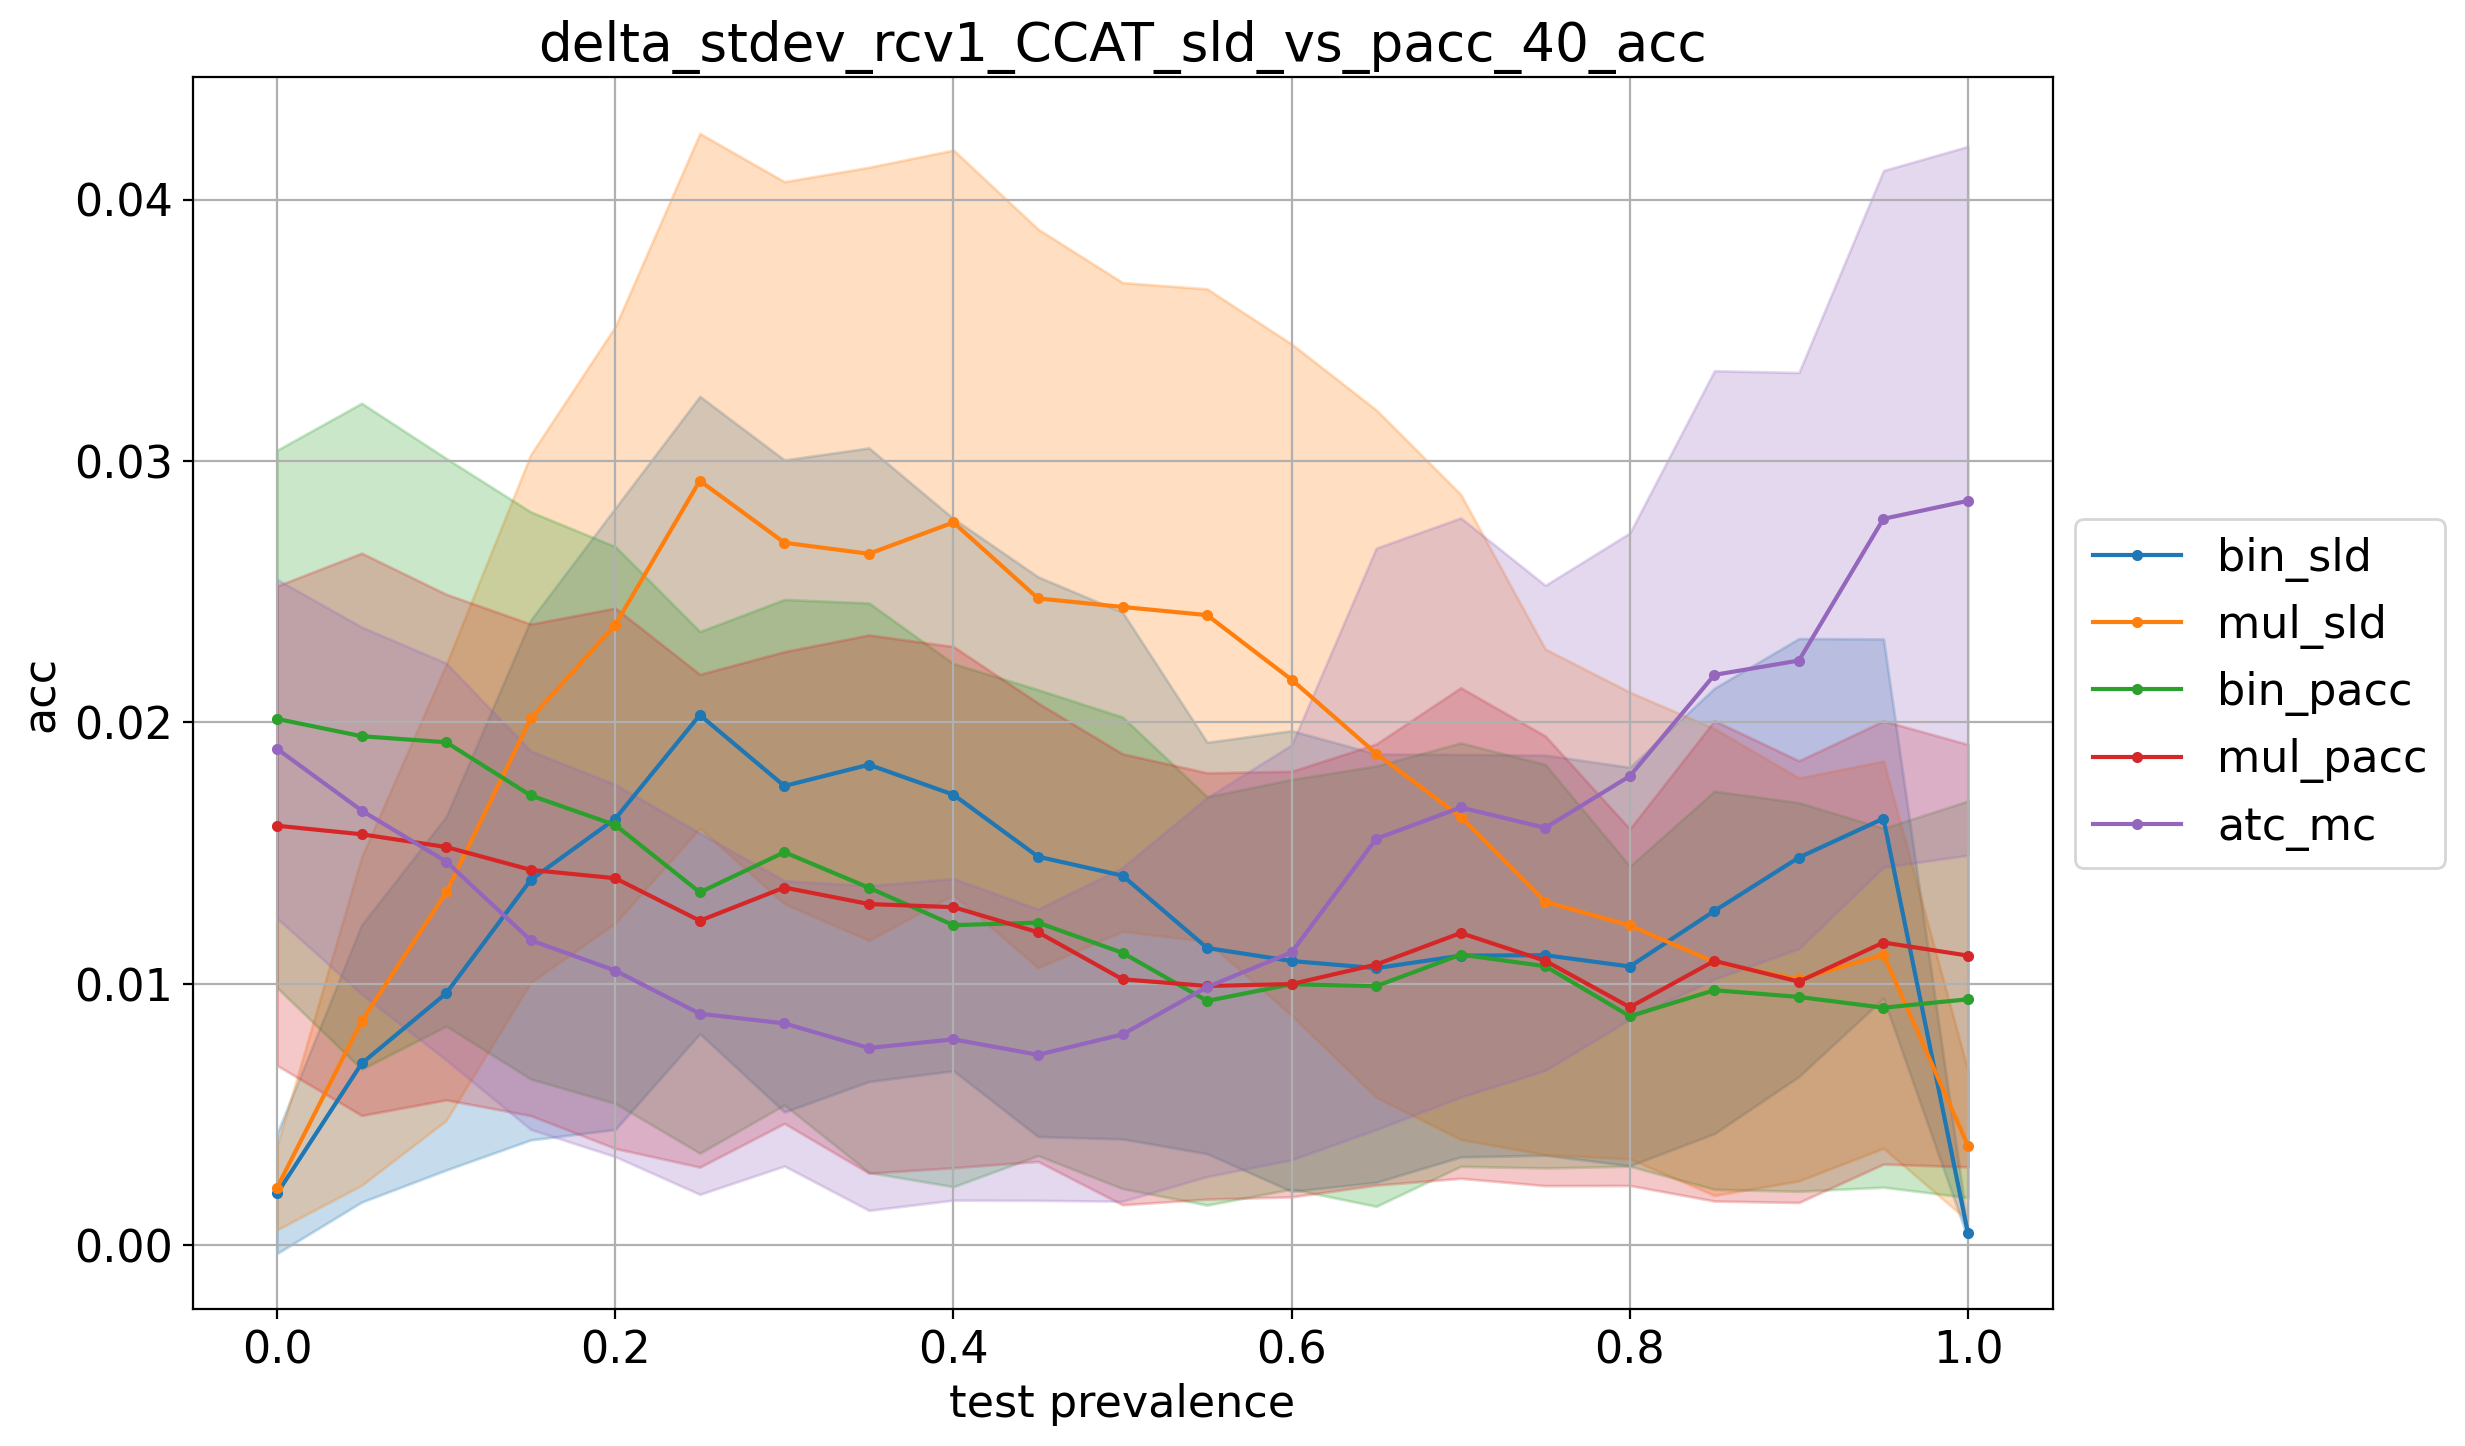 delta_stdev_rcv1_CCAT_sld_vs_pacc_40_acc
acc
0.04
0.03
0.02
0.01
0.00
0.0 0.2 0.4 0.6 0.8 1.0
test prevalence
bin_sld
mul_sld
bin_pacc
mul_pacc
atc_mc